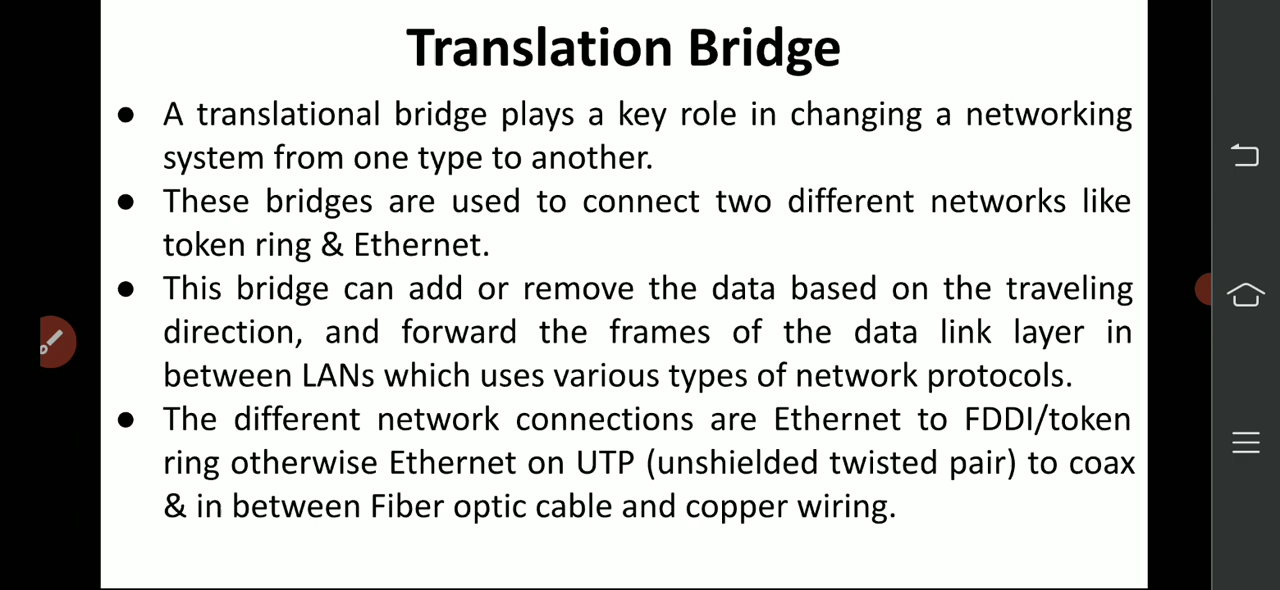 Translation Bridge
● A translational bridge plays a key role in changing a networking
system from one type to another.
● These bridges are used to connect two different networks like
token ring & Ethernet.
● This bridge can add or remove the data based on the traveling
direction, and forward the frames of the data link layer in
between LANs which uses various types of network protocols.
● The different network connections are Ethernet to FDDI/token
ring otherwise Ethernet on UTP (unshielded twisted pair) to coax
& in between Fiber optic cable and copper wiring.